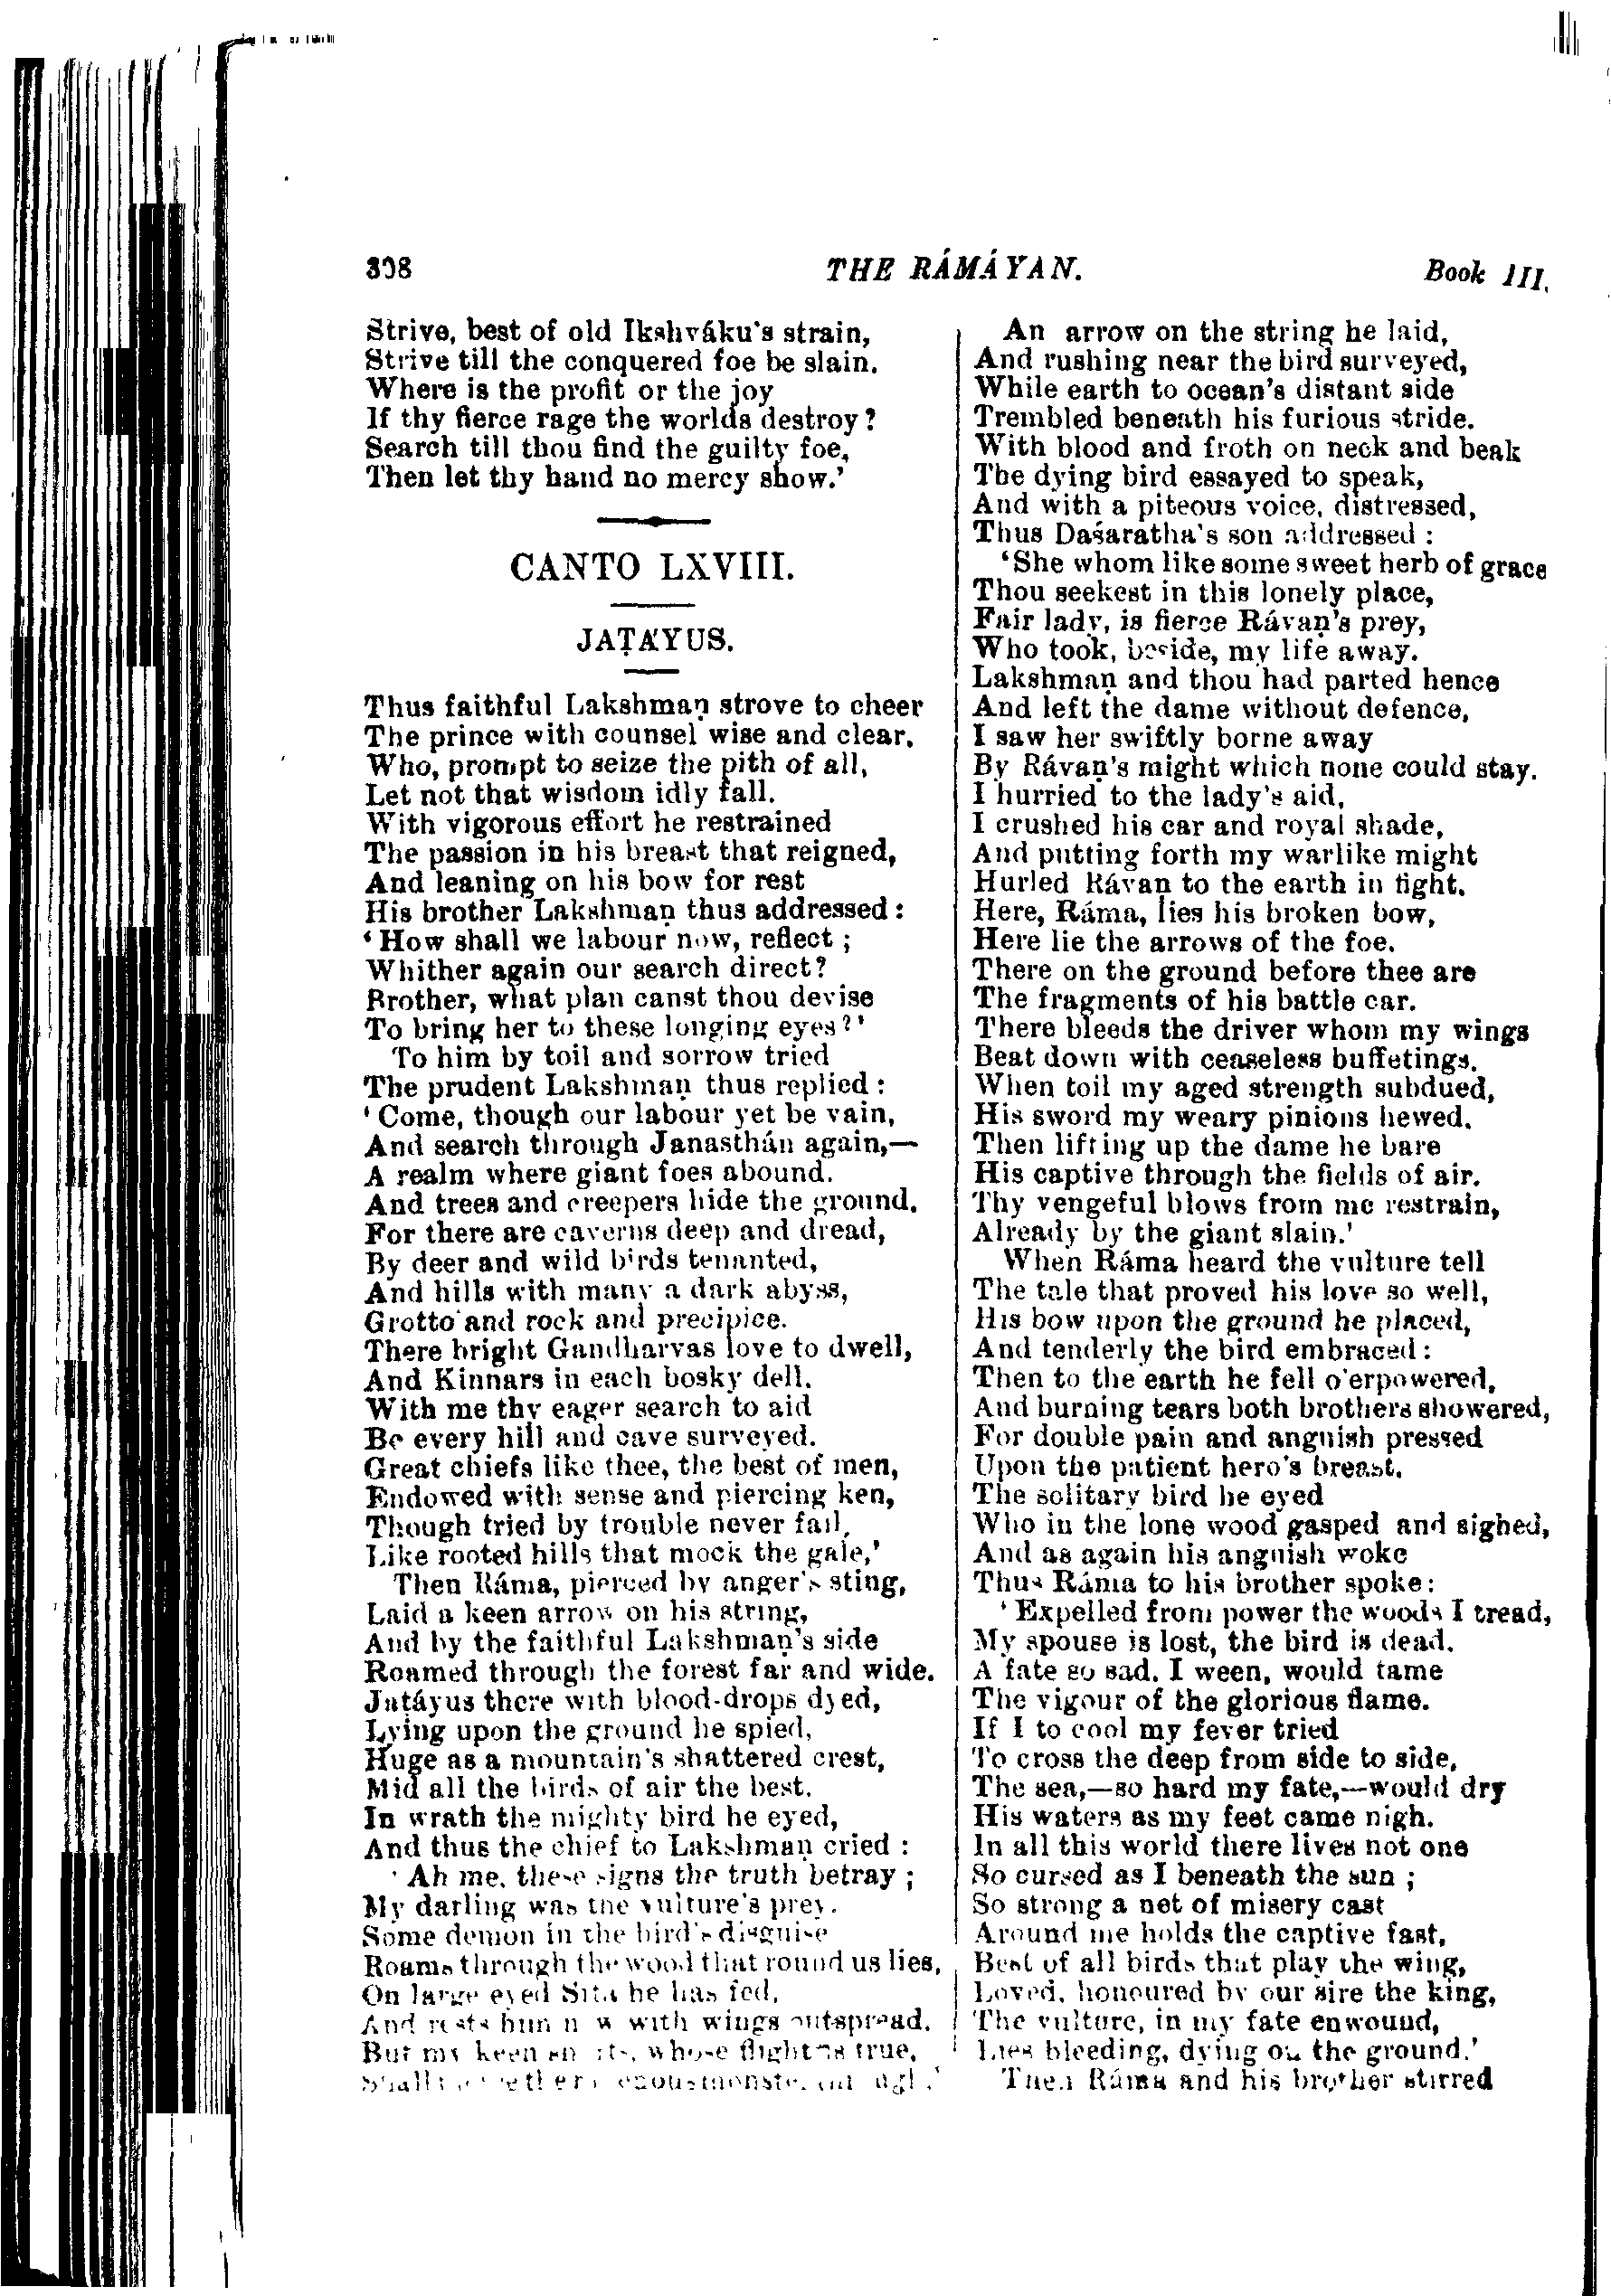 398 THE RÁMÁYAN. Book III.
Strive, best of old Ikshváku's strain,
Strive till the conquered foe be slain.
Where is the profit or the joy
If thy fierce rage the worlds destroy?
Search till thou find the guilty foe,
Then let thy hand no mercy show.'
CANTO LXVIII.
JAṬÁYUS.
Thus faithful Lakshmaṇ strove to cheer
The prince with counsel wise and clear.
Who, prompt to seize the pith of all,
Let not that wisdom idly fall.
With vigorous effort he restrained
The passion in his breast that reigned,
And leaning on his bow for rest
His brother Lakshmaṇ thus addressed:
'How shall we labour now, reflect;
Whither again our search direct?
Brother, what plan canst thou devise
To bring her to these longing eyes?'
To him by toil and sorrow tried
The prudent Lakshmaṇ thus replied:
'Come, though our labour yet be vain,
And search through Janasthán again,—
A realm where giant foes abound.
And trees and creepers hide the ground.
For there are caverns deep and dread,
By deer and wild birds tenanted,
And hills with many a dark abyss,
Grotto and rock and precipice.
There bright Gandharvas love to dwell,
And Kinnars in each bosky dell.
With me thy eager search to aid
Be every hill and cave surveyed.
Great chiefs like thee, the best of men,
Endowed with sense and piercing ken,
Though tried by trouble never fail,
Like rooted hills that mock the gale,'
Then Ráma, pierced by anger's sting,
Laid a keen arrow on his string,
And by the faithful Lakshmaṇ's side
Roamed through the forest far and wide.
Jaṭáyus there with blood-drops dyed,
Lying upon the ground he spied,
Huge as a mountain's shattered crest,
Mid all the birds of air the best.
In wrath the mighty bird he eyed,
And thus the chief to Lakshmaṇ cried:
'Ah me, these signs the truth betray;
My darling was the vulture's prey.
Some demon in the bird's disguise
Roams through the wood that round us lies,
On large eyed Sítá he has fed,
And rests him now with wings outspread.
But my keen shafts, whose flight is true,
Shall
An arrow on the string he laid,
And rushing near the bird surveyed,
While earth to ocean's distant side
Trembled beneath his furious stride.
With blood and froth on neck and beak
The dying bird essayed to speak,
And with a piteous voice, distressed,
Thus Daśaratha's son addressed:
'She whom like some sweet herb of grace
Thou seekest in this lonely place,
Fair lady, is fierce Rávaṇ's prey,
Who took, beside, my life away.
Lakshmaṇ and thou had parted hence
And left the dame without defence,
I saw her swiftly borne away
By Rávaṇ's might which none could stay.
I hurried to the lady's aid,
I crushed his car and royal shade,
And putting forth my warlike might
Hurled Rávaṇ to the earth in fight.
Here, Ráma, lies his broken bow,
Here lie the arrows of the foe.
There on the ground before thee are
The fragments of his battle car.
There bleeds the driver whom my wings
Beat down with ceaseless buffetings.
When toil my aged strength subdued,
His sword my weary pinions hewed.
Then lifting up the dame he bare
His captive through the fields of air.
Thy vengeful blows from me restrain,
Already by the giant slain.'
When Ráma heard the vulture tell
The tale that proved his love so well,
His bow upon the ground he placed,
And tenderly the bird embraced:
Then to the earth he fell o'erpowered,
And burning tears both brothers showered,
For double pain and anguish pressed
Upon the patient hero's breast.
The solitary bird he eyed
Who in the lone wood gasped and sighed,
And as again his anguish woke
Thus Ráma to his brother spoke:
'Expelled from power the woods I tread,
My spouse is lost, the bird is dead.
A fate so sad, I ween, would tame
The vigour of the glorious flame.
If I to cool my fever tried
To cross the deep from side to side,
The sea,—so hard my fate,—would dry
His waters as my feet came nigh.
In all this world there lives not one
So cursed as I beneath the sun;
So strong a net of misery cast
Around me holds the captive fast,
Best of all birds that play the wing,
Loved, honoured by our sire the king,
The vulture, in my fate enwound,
Lies bleeding, dying on the ground.'
Then Ráma and his brother stirred